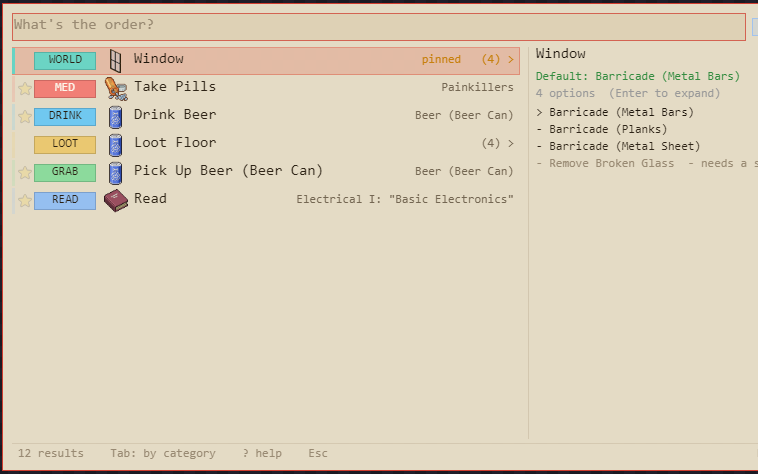 What's the order?
WORLD Window pinned (4) >
MED Take Pills Painkillers
DRINK Drink Beer Beer (Beer Can)
LOOT Loot Floor (4) >
GRAB Pick Up Beer (Beer Can) Beer (Beer Can)
READ Read Electrical I: "Basic Electronics"
Window
Default: Barricade (Metal Bars)
4 options (Enter to expand)
> Barricade (Metal Bars)
- Barricade (Planks)
- Barricade (Metal Sheet)
- Remove Broken Glass - needs a
12 results Tab: by category ? help Esc